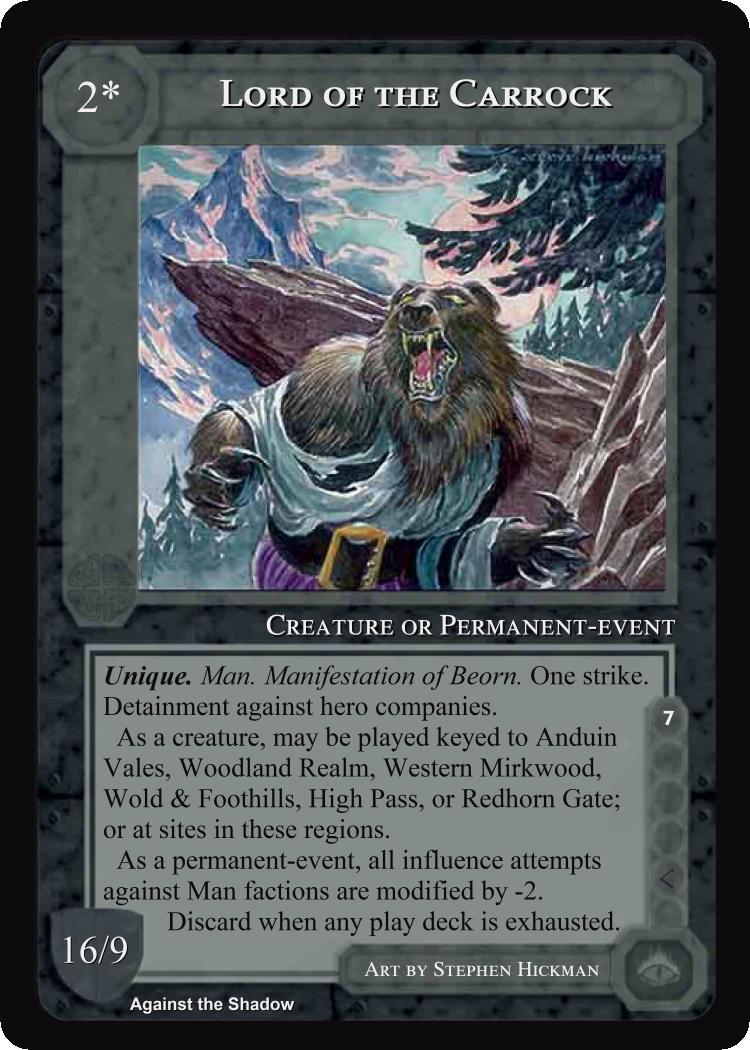 2*
LORD OF THE CARROCK
CREATURE OR PERMANENT-EVENT
Unique. Man. Manifestation of Beorn. One strike.
Detainment against hero companies.
As a creature, may be played keyed to Anduin
Vales, Woodland Realm, Western Mirkwood,
Wold & Foothills, High Pass, or Redhorn Gate;
or at sites in these regions.
As a permanent-event, all influence attempts
against Man factions are modified by -2.
Discard when any play deck is exhausted.
7
<
16/9
ART BY STEPHEN HICKMAN
Against the Shadow